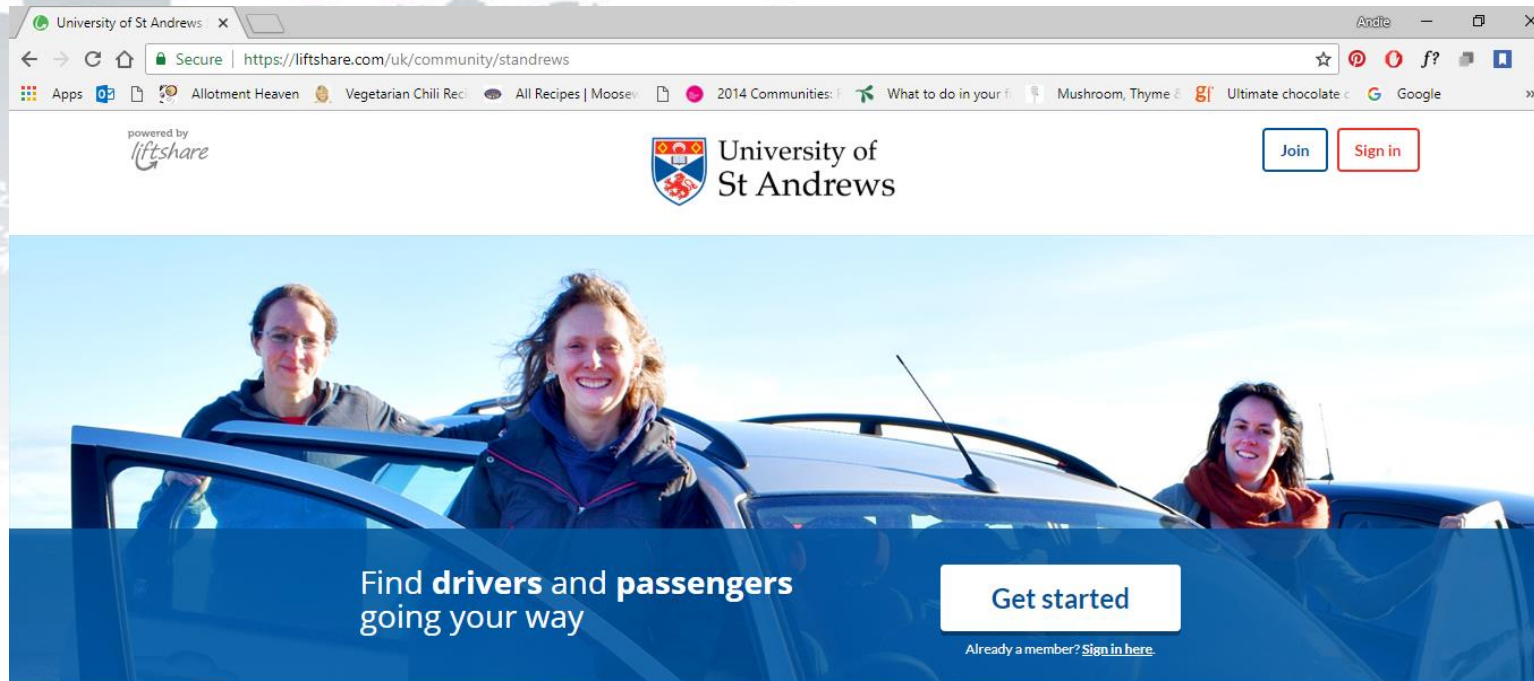 University of St Andrews
Andie
Secure | https://liftshare.com/uk/community/standrews
f?
Apps Allotment Heaven Vegetarian Chili Rec All Recipes | Moosew 2014 Communities: What to do in your Mushroom, Thyme & Ultimate chocolate Google »
powered by
liftshare
University of
St Andrews
Join
Sign in
Find drivers and passengers
going your way
Get started
Already a member? Sign in here.